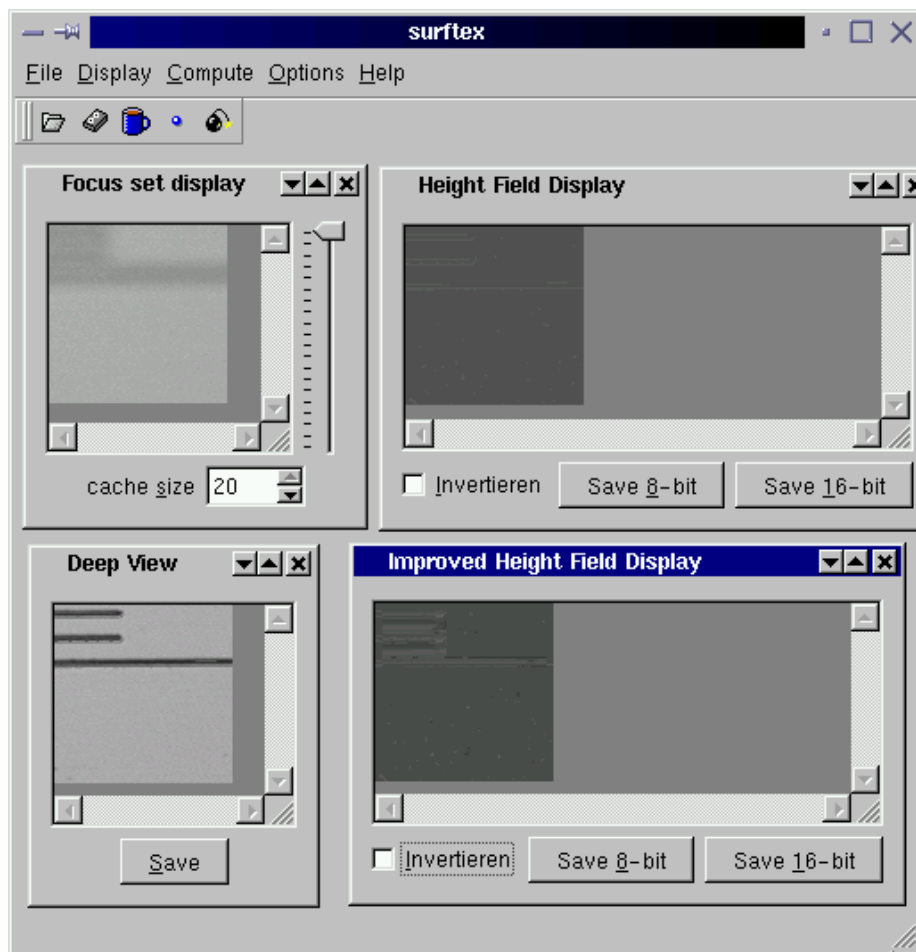 surftex
File Display Compute Options Help
Focus set display
Height Field Display
cache size 20
Invertieren Save 8-bit Save 16-bit
Deep View
Improved Height Field Display
Save
Invertieren Save 8-bit Save 16-bit